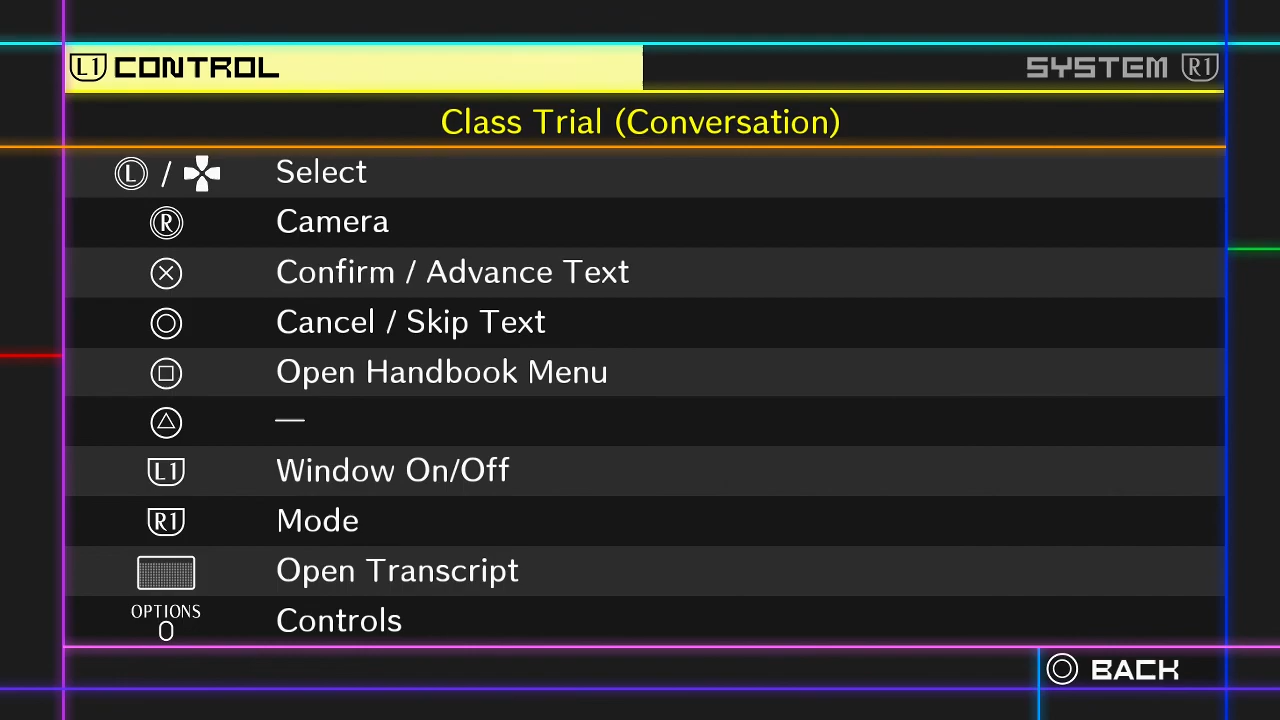 L1 CONTROL SYSTEM R1
Class Trial (Conversation)
L / Select
R Camera
Confirm / Advance Text
Cancel / Skip Text
Open Handbook Menu
—
L1 Window On/Off
R1 Mode
Open Transcript
OPTIONS Controls
BACK